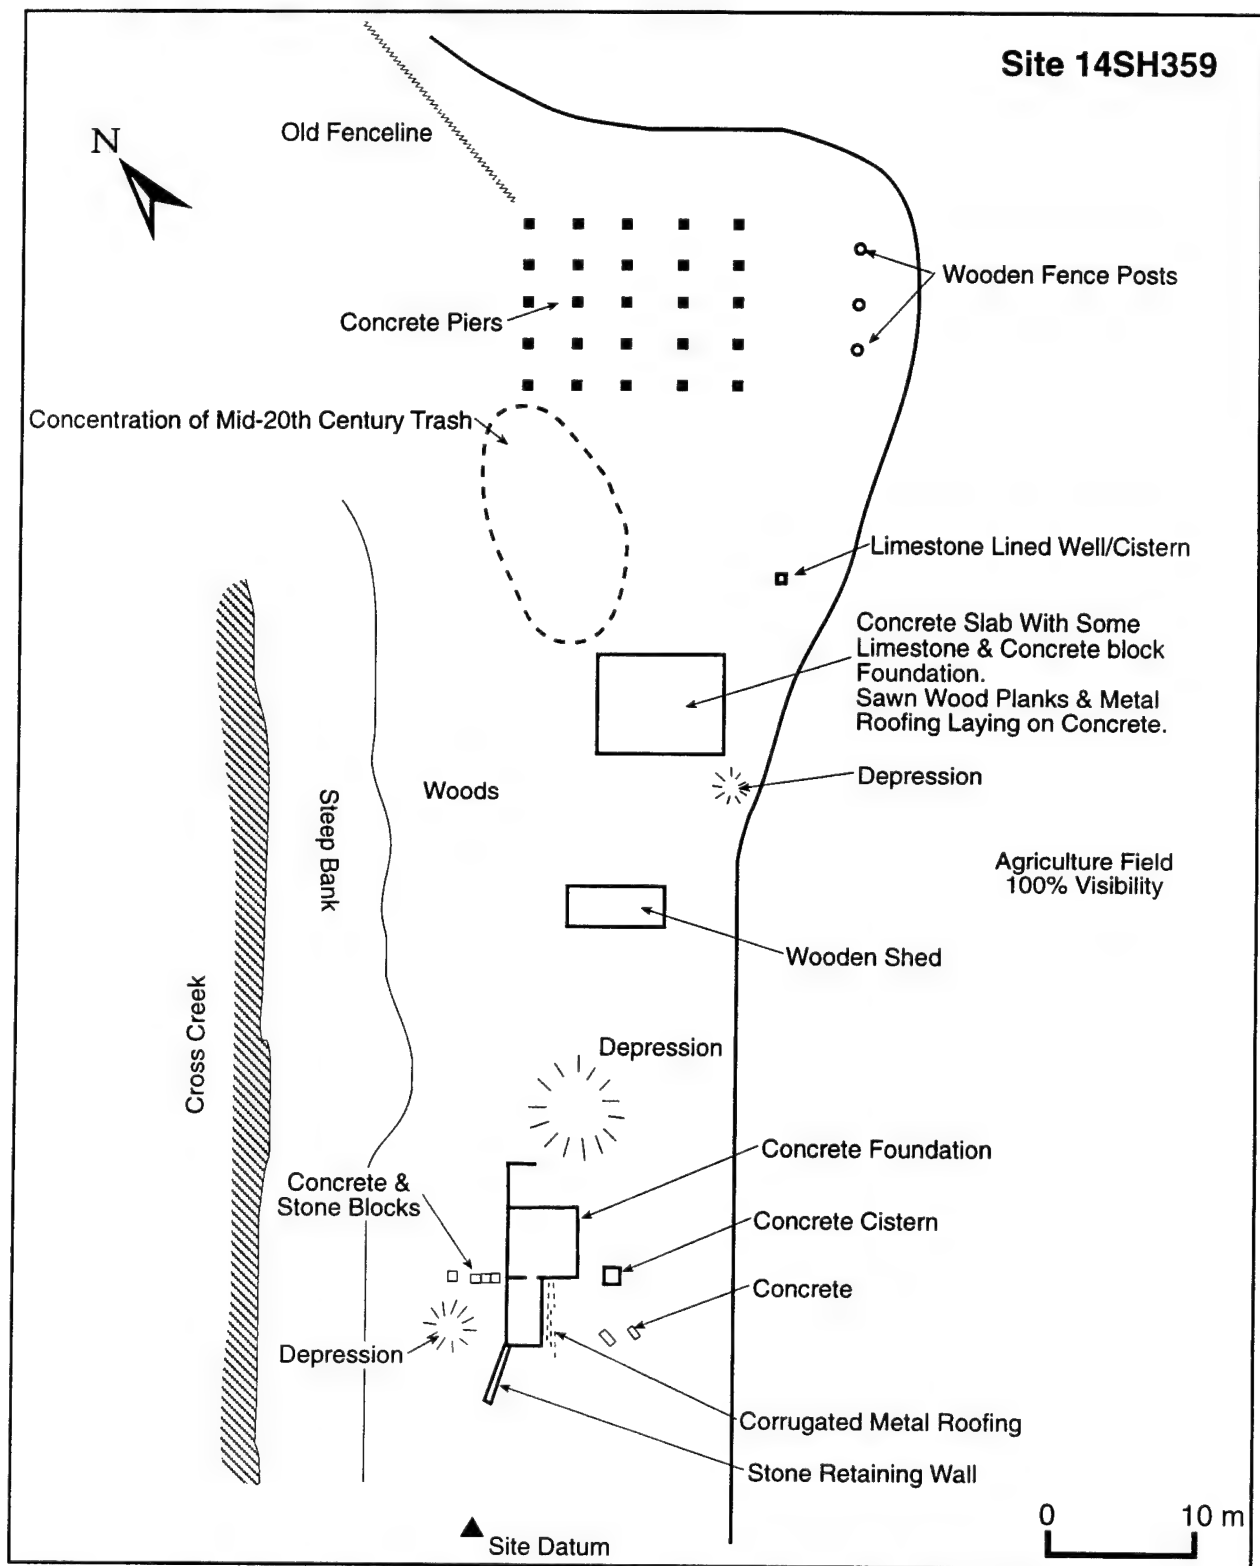 Site 14SH359
N
Old Fenceline
Wooden Fence Posts
Concrete Piers
Concentration of Mid-20th Century Trash
Limestone Lined Well/Cistern
Concrete Slab With Some
Limestone & Concrete block
Foundation.
Sawn Wood Planks & Metal
Roofing Laying on Concrete.
Depression
Woods
Steep Bank
Agriculture Field
100% Visibility
Wooden Shed
Cross Creek
Depression
Concrete Foundation
Concrete &
Stone Blocks
Concrete Cistern
Concrete
Depression
Corrugated Metal Roofing
Stone Retaining Wall
0 10 m
Site Datum